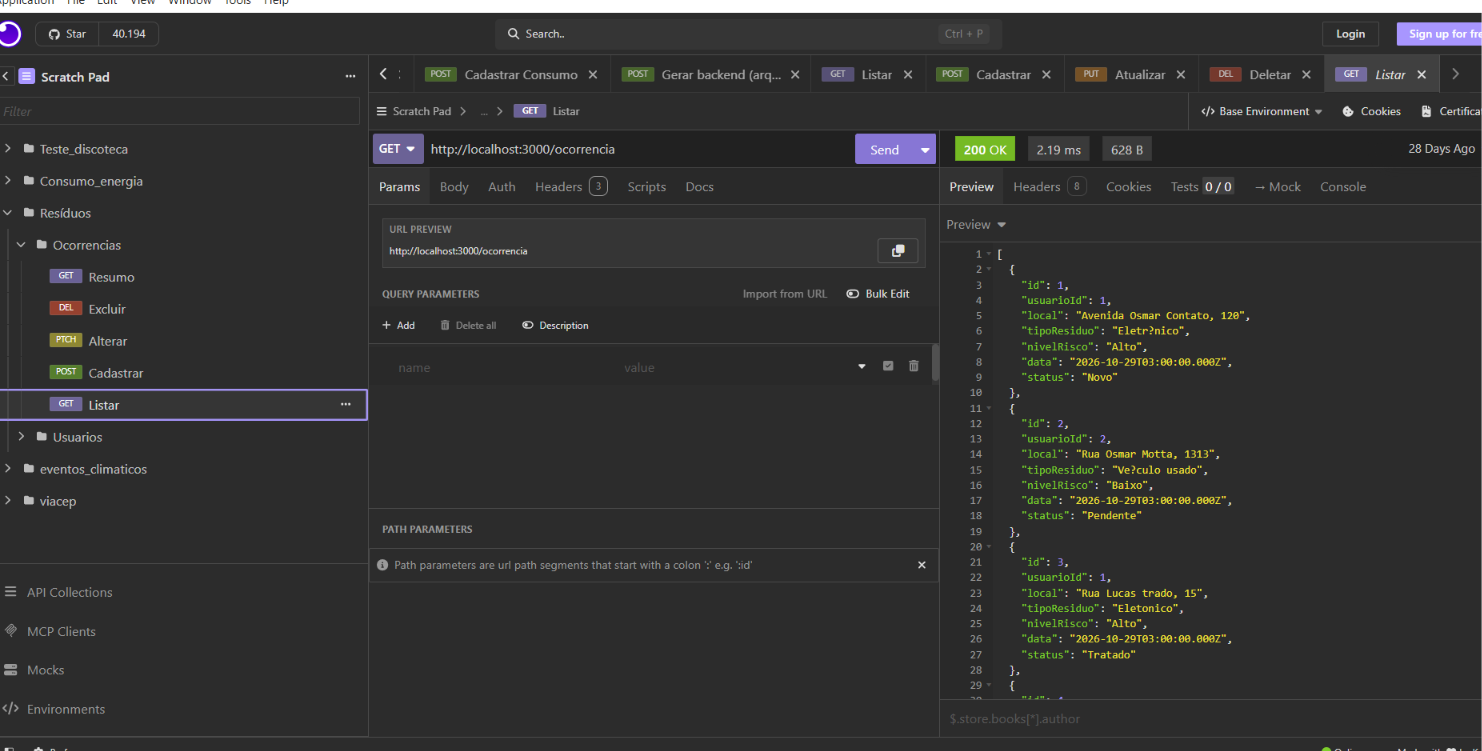 Application File Edit View Window Tools Help
Star 40.194
Search..
Ctrl + P
Login
Sign up for fre
Scratch Pad
Filter
Teste_discoteca
Consumo_energia
Resíduos
Ocorrencias
GET Resumo
DEL Excluir
PTCH Alterar
POST Cadastrar
GET Listar
Usuarios
eventos_climaticos
viacep
API Collections
MCP Clients
Mocks
Environments
POST Cadastrar Consumo
POST Gerar backend (arq...
GET Listar
POST Cadastrar
PUT Atualizar
DEL Deletar
GET Listar
Scratch Pad > ... > GET Listar
</> Base Environment
Cookies
Certifica
GET http://localhost:3000/ocorrencia
Send
Params Body Auth Headers 3 Scripts Docs
URL PREVIEW
http://localhost:3000/ocorrencia
QUERY PARAMETERS
Import from URL
Bulk Edit
+ Add
Delete all
Description
name value
PATH PARAMETERS
Path parameters are url path segments that start with a colon ':' e.g. ':id'
200 OK 2.19 ms 628 B
28 Days Ago
Preview Headers 8 Cookies Tests 0 / 0 → Mock Console
Preview
1 [
2 {
3 "id": 1,
4 "usuarioId": 1,
5 "local": "Avenida Osmar Contato, 120",
6 "tipoResiduo": "Eletr?nico",
7 "nivelRisco": "Alto",
8 "data": "2026-10-29T03:00:00.000Z",
9 "status": "Novo"
10 },
11 {
12 "id": 2,
13 "usuarioId": 2,
14 "local": "Rua Osmar Motta, 1313",
15 "tipoResiduo": "Ve?culo usado",
16 "nivelRisco": "Baixo",
17 "data": "2026-10-29T03:00:00.000Z",
18 "status": "Pendente"
19 },
20 {
21 "id": 3,
22 "usuarioId": 1,
23 "local": "Rua Lucas trado, 15",
24 "tipoResiduo": "Eletonico",
25 "nivelRisco": "Alto",
26 "data": "2026-10-29T03:00:00.000Z",
27 "status": "Tratado"
28 },
29 {
$.store.books[*].author